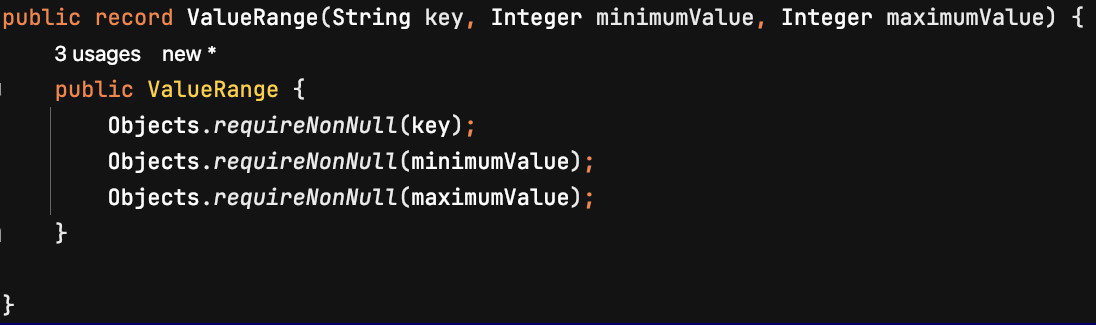 public record ValueRange(String key, Integer minimumValue, Integer maximumValue) {
3 usages new *
public ValueRange {
Objects.requireNonNull(key);
Objects.requireNonNull(minimumValue);
Objects.requireNonNull(maximumValue);
}
}